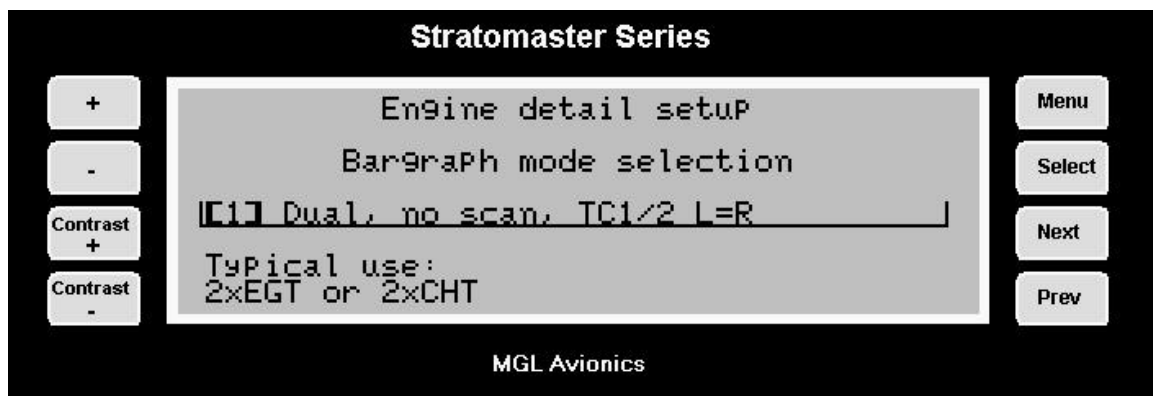 Stratomaster Series
+
-
Contrast
+
Contrast
-
Engine detail setup
Bargraph mode selection
[1] Dual, no scan, TC1/2 L=R
Typical use:
2xEGT or 2xCHT
Menu
Select
Next
Prev
MGL Avionics